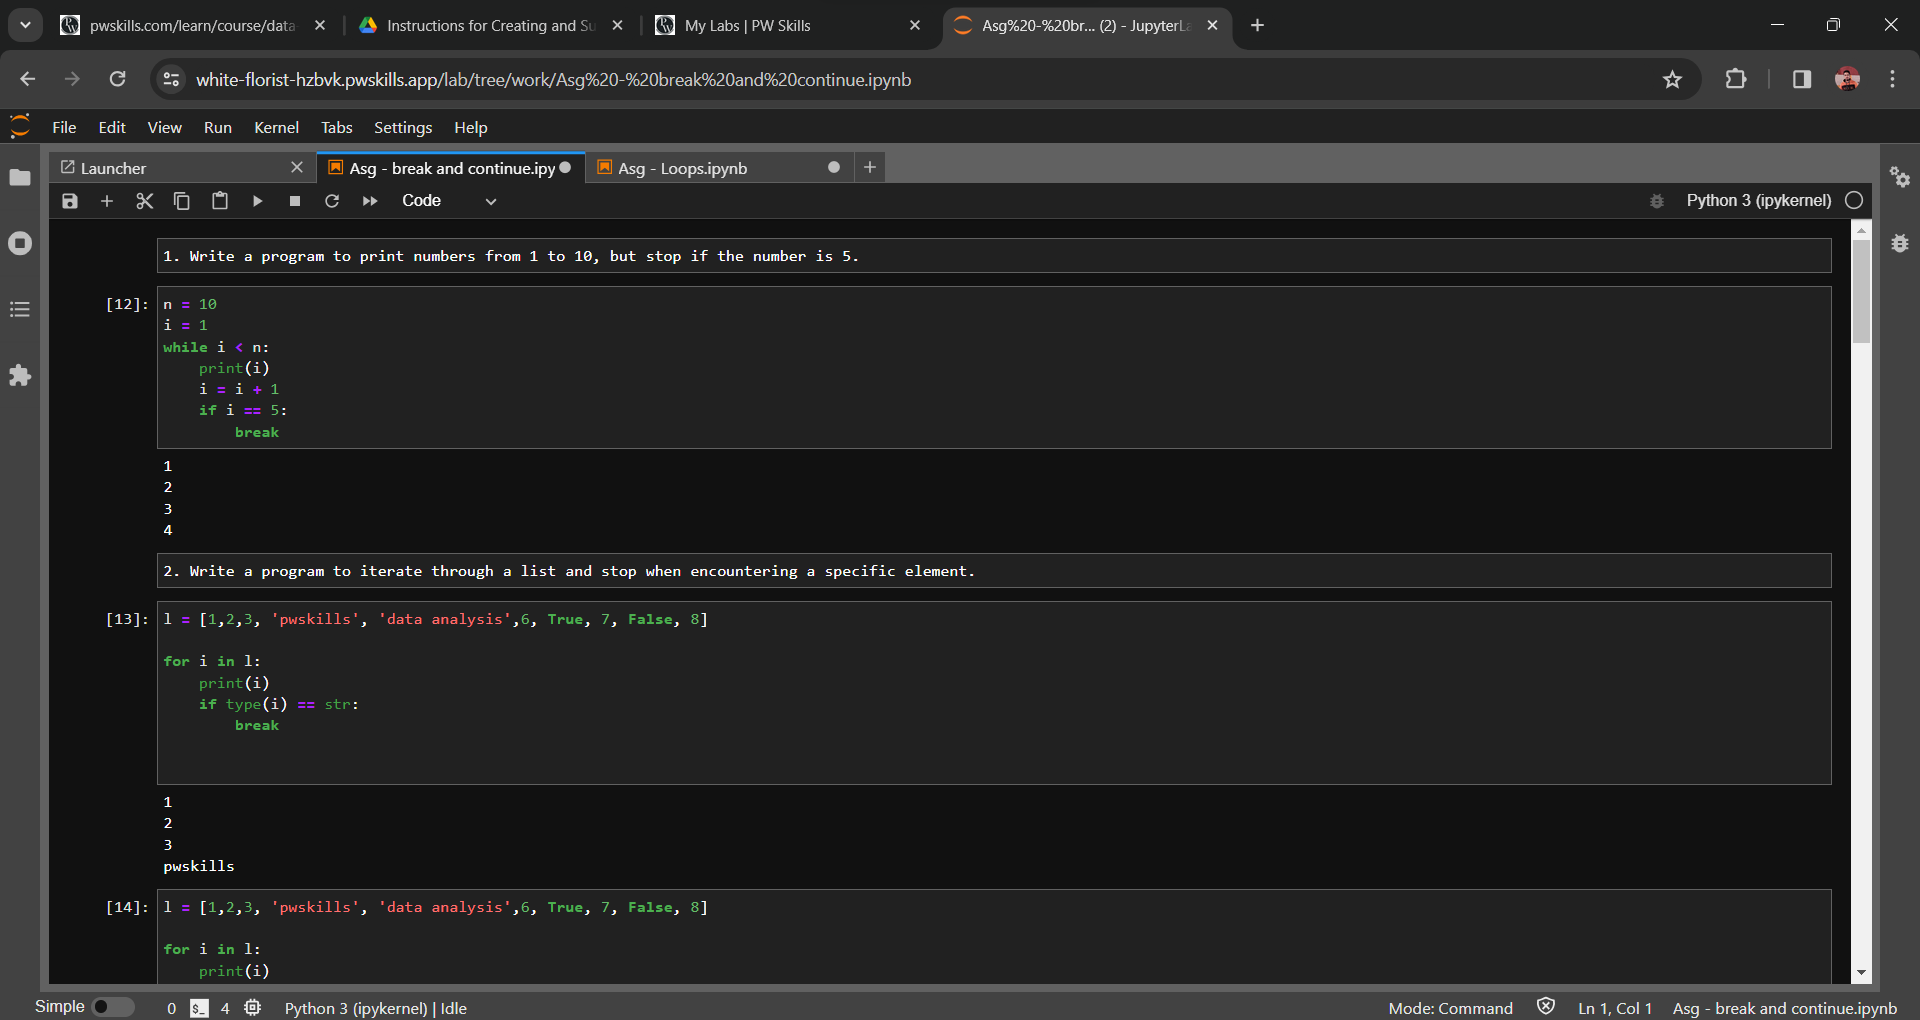 pwskills.com/learn/course/data-
Instructions for Creating and Su
My Labs | PW Skills
Asg%20-%20br... (2) - JupyterLa
white-florist-hzbvk.pwskills.app/lab/tree/work/Asg%20-%20break%20and%20continue.ipynb
File Edit View Run Kernel Tabs Settings Help
Launcher
Asg - break and continue.ipy
Asg - Loops.ipynb
Code
Python 3 (ipykernel)
1. Write a program to print numbers from 1 to 10, but stop if the number is 5.
[12]:
n = 10
i = 1
while i < n:
    print(i)
    i = i + 1
    if i == 5:
        break
1
2
3
4
2. Write a program to iterate through a list and stop when encountering a specific element.
[13]:
l = [1,2,3, 'pwskills', 'data analysis',6, True, 7, False, 8]
for i in l:
    print(i)
    if type(i) == str:
        break
1
2
3
pwskills
[14]:
l = [1,2,3, 'pwskills', 'data analysis',6, True, 7, False, 8]
for i in l:
    print(i)
Simple 0 $_ 4 Python 3 (ipykernel) | Idle
Mode: Command Ln 1, Col 1 Asg - break and continue.ipynb